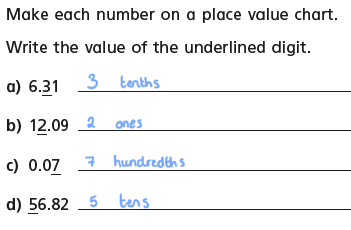 Make each number on a place value chart.
Write the value of the underlined digit.
a) 6.31 3 tenths
b) 12.09 2 ones
c) 0.07 7 hundredths
d) 56.82 5 tens